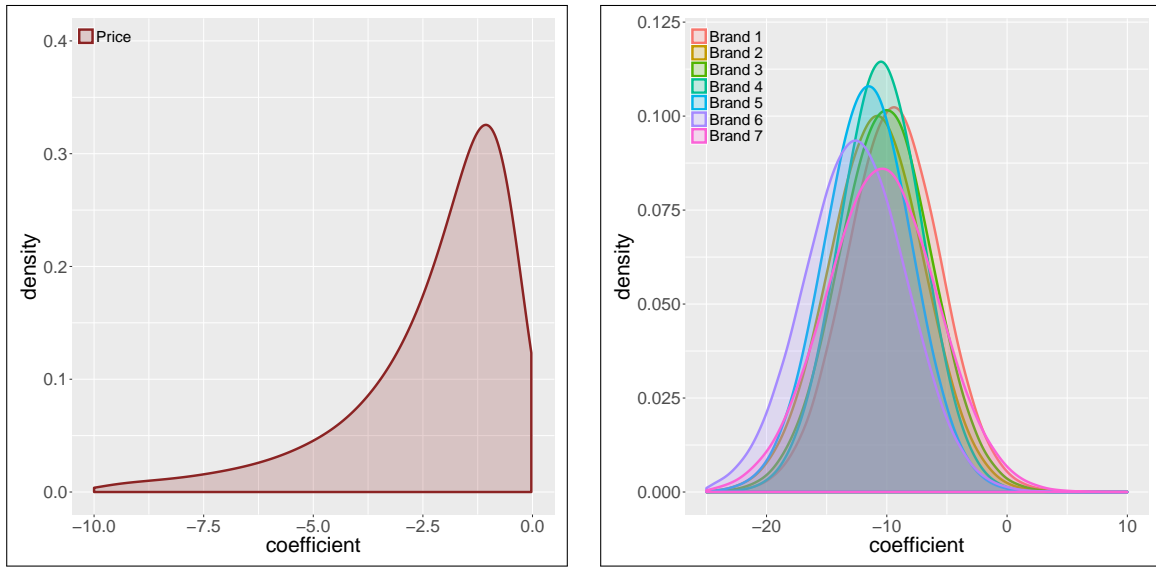 Price
0.4
0.3
0.2
0.1
0.0
density
−10.0 −7.5 −5.0 −2.5 0.0
coefficient
Brand 1
Brand 2
Brand 3
Brand 4
Brand 5
Brand 6
Brand 7
0.125
0.100
0.075
0.050
0.025
0.000
density
−20 −10 0 10
coefficient